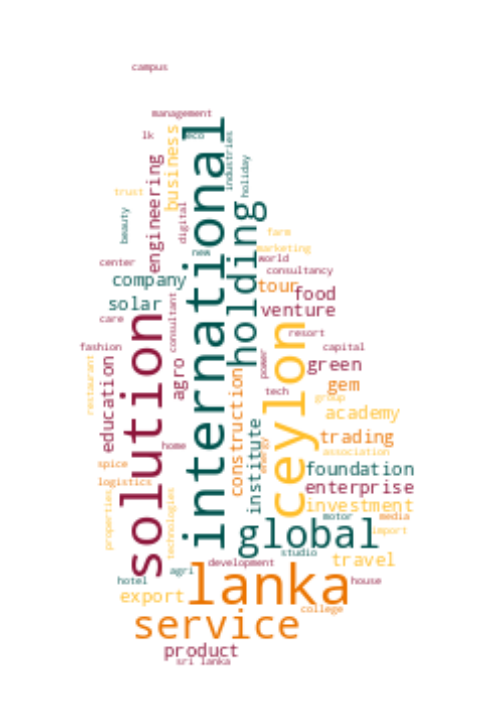 campus
management
lk
eco
international
business
industries
engineering
holiday
trust
holding
beauty
digital
farm
marketing
new
world
center
consultancy
company
tour
food
solar
venture
consultant
care
solution
ceylon
resort
fashion
capital
power
green
restaurant
education
agro
construction
tech
gem
group
academy
institute
trading
home
energy
association
spice
foundation
logistics
enterprise
properties
technologies
investment
motor
media
global
import
studio
travel
development
agri
lanka
hotel
house
export
college
service
product
sri lanka